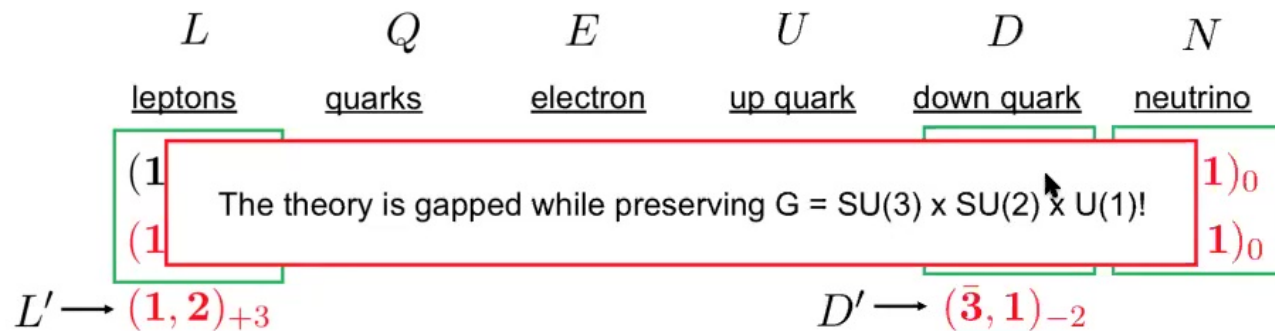 L Q E U D N
leptons quarks electron up quark down quark neutrino
(1 1)₀
The theory is gapped while preserving G = SU(3) x SU(2) x U(1)!
(1 1)₀
L′ → (1, 2)₊₃ D′ → (3̄, 1)₋₂